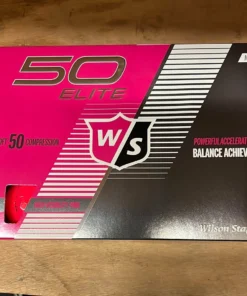 50
ELITE
50 COMPRESSION
W/S
POWERFUL ACCELERAT
BALANCE ACHIEV
Wilson Sta